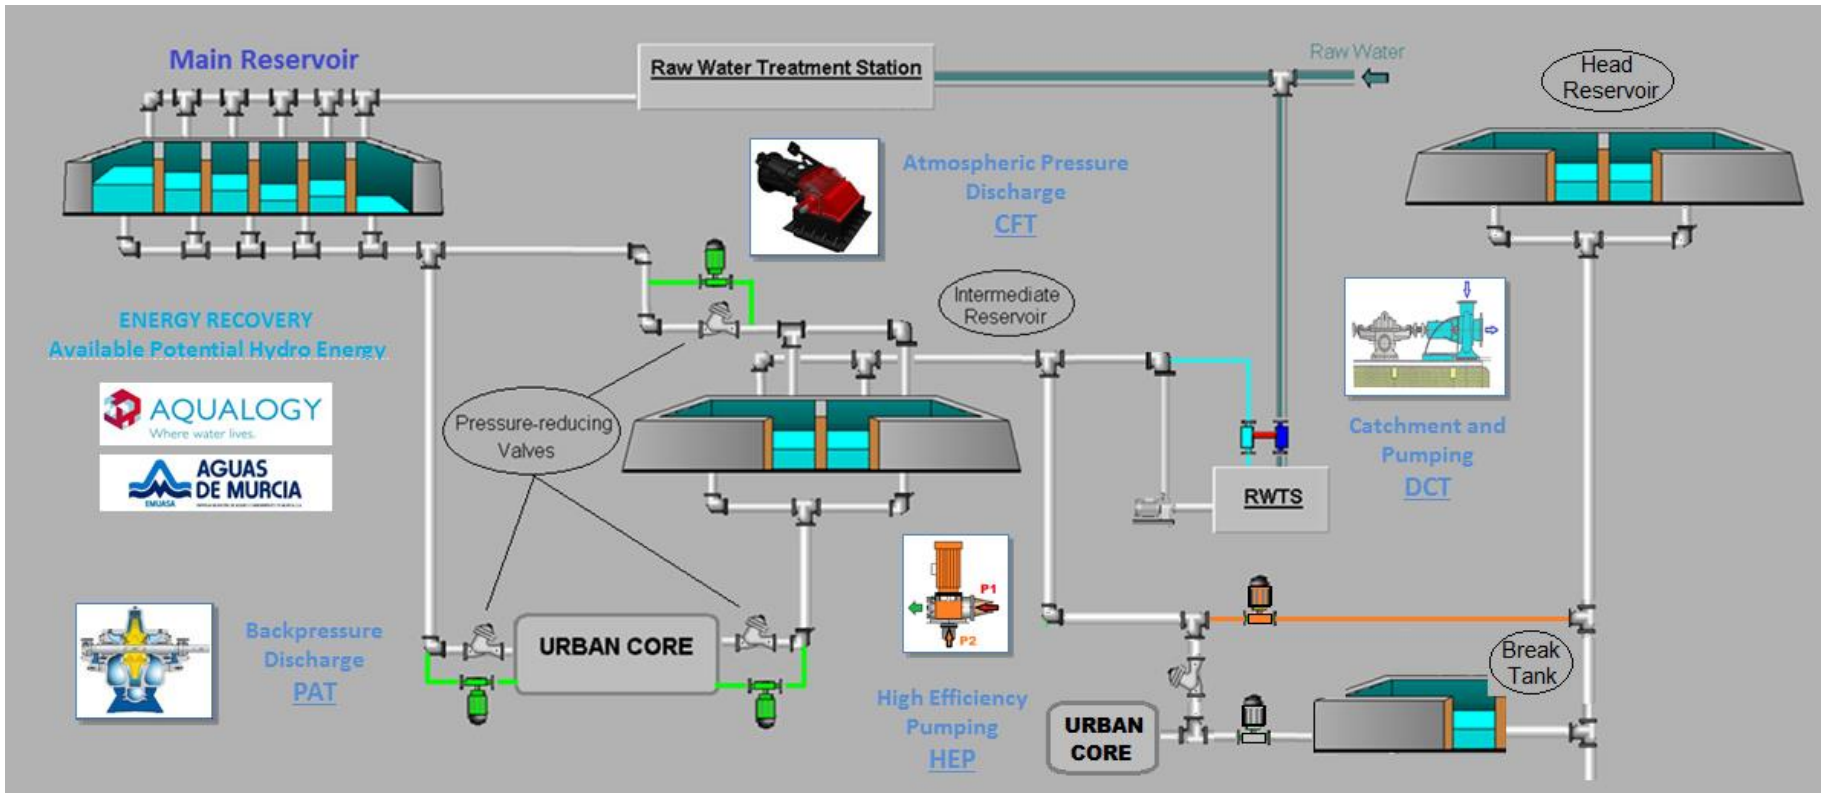 Main Reservoir
Raw Water Treatment Station
Raw Water
Head
Reservoir
Atmospheric Pressure
Discharge
CFT
Intermediate
Reservoir
ENERGY RECOVERY
Available Potential Hydro Energy
AQUALOGY
Where water lives.
AGUAS
DE MURCIA
EMUASA
Pressure-reducing
Valves
Catchment and
Pumping
DCT
RWTS
P1
P2
Backpressure
Discharge
PAT
URBAN CORE
High Efficiency
Pumping
HEP
Break
Tank
URBAN
CORE